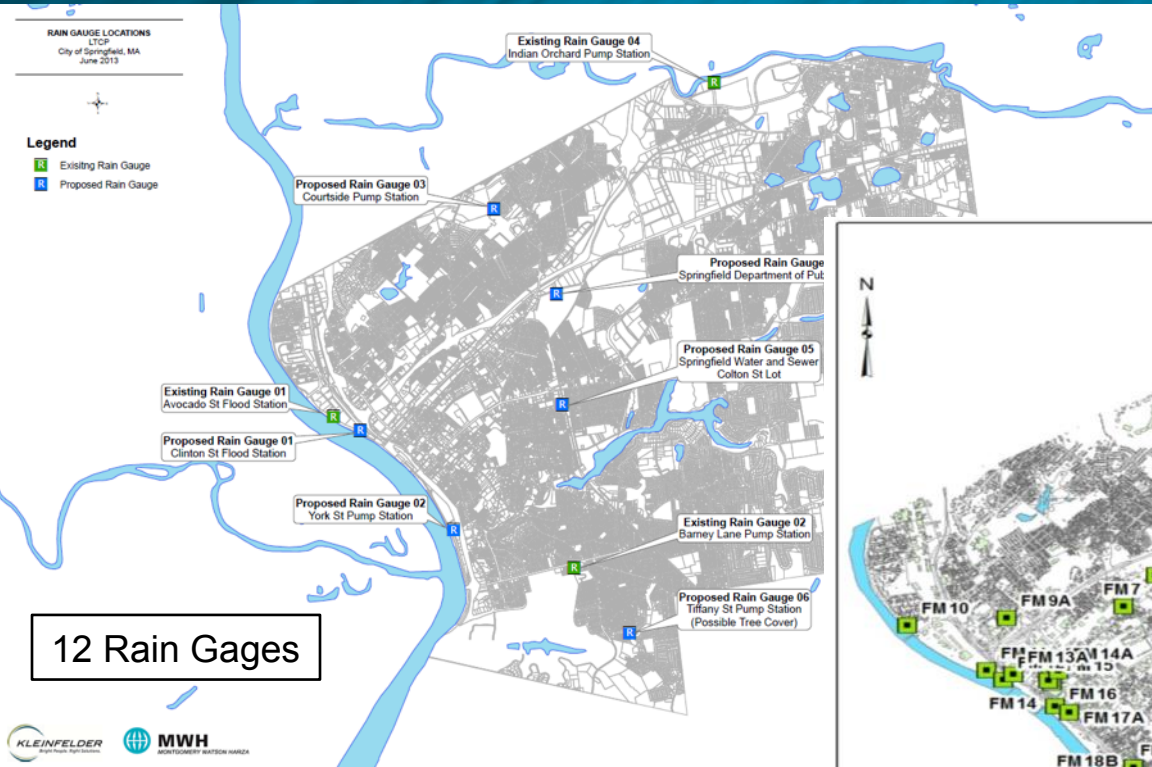 RAIN GAUGE LOCATIONS
LTCP
City of Springfield, MA
June 2013
Legend
R Exisitng Rain Gauge
R Proposed Rain Gauge
Existing Rain Gauge 04
Indian Orchard Pump Station
R
Proposed Rain Gauge 03
Courtside Pump Station
R
Proposed Rain Gauge
Springfield Department of Pub
R
Proposed Rain Gauge 05
Springfield Water and Sewer
Colton St Lot
R
Existing Rain Gauge 01
Avocado St Flood Station
R
Proposed Rain Gauge 01
Clinton St Flood Station
R
Proposed Rain Gauge 02
York St Pump Station
R
Existing Rain Gauge 02
Barney Lane Pump Station
R
Proposed Rain Gauge 06
Tiffany St Pump Station
(Possible Tree Cover)
R
12 Rain Gages
KLEINFELDER
Bright People. Right Solutions.
MWH
MONTGOMERY WATSON HARZA
N
FM 7
FM 9A
FM 10
FM 13A
14A
15
FM 14
FM 16
FM 17A
FM 18B